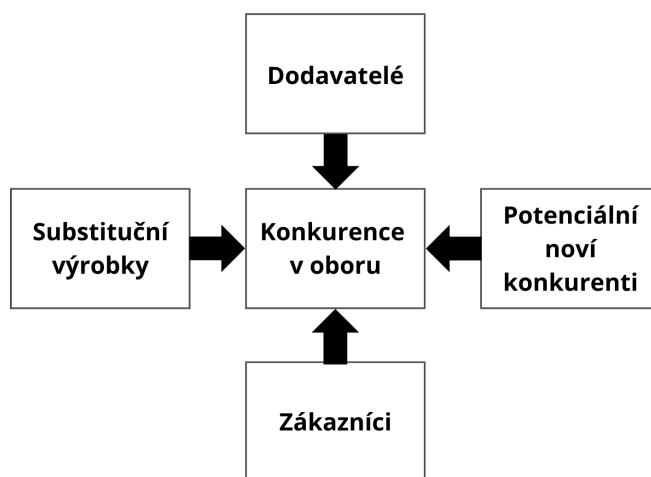 Dodavatelé
Substituční
výrobky
Konkurence
v oboru
Potenciální
noví
konkurenti
Zákazníci